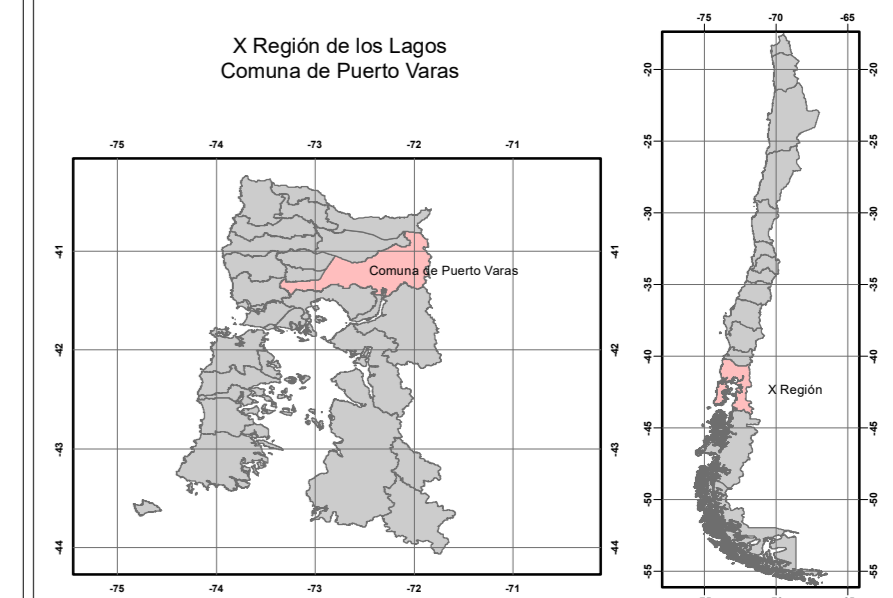 X Región de los Lagos
Comuna de Puerto Varas
-75 -74 -73 -72 -71
-41 -41
Comuna de Puerto Varas
-42 -42
-43 -43
-44 -44
-75 -74 -73 -72 -71
-75 -70 -65
-20 -20
-25 -25
-30 -30
-35 -35
-40 -40
X Región
-45 -45
-50 -50
-55 -55